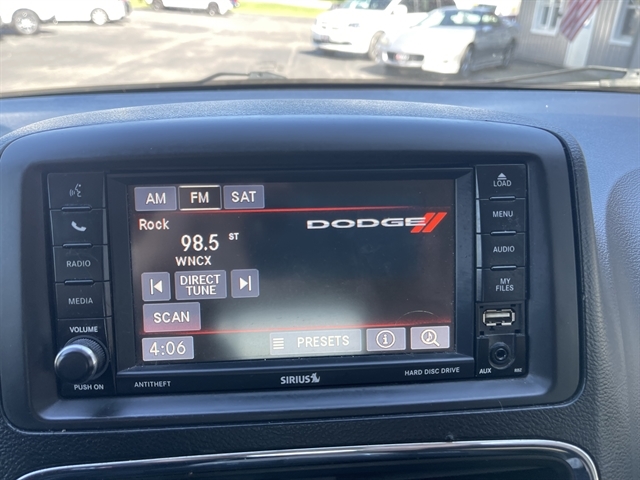 AM FM SAT
Rock
DODGE
98.5 ST
WNCX
DIRECT
TUNE
SCAN
4:06
PRESETS
RADIO
MEDIA
VOLUME
PUSH ON
LOAD
MENU
AUDIO
MY
FILES
AUX
ANTITHEFT
SIRIUS
HARD DISC DRIVE